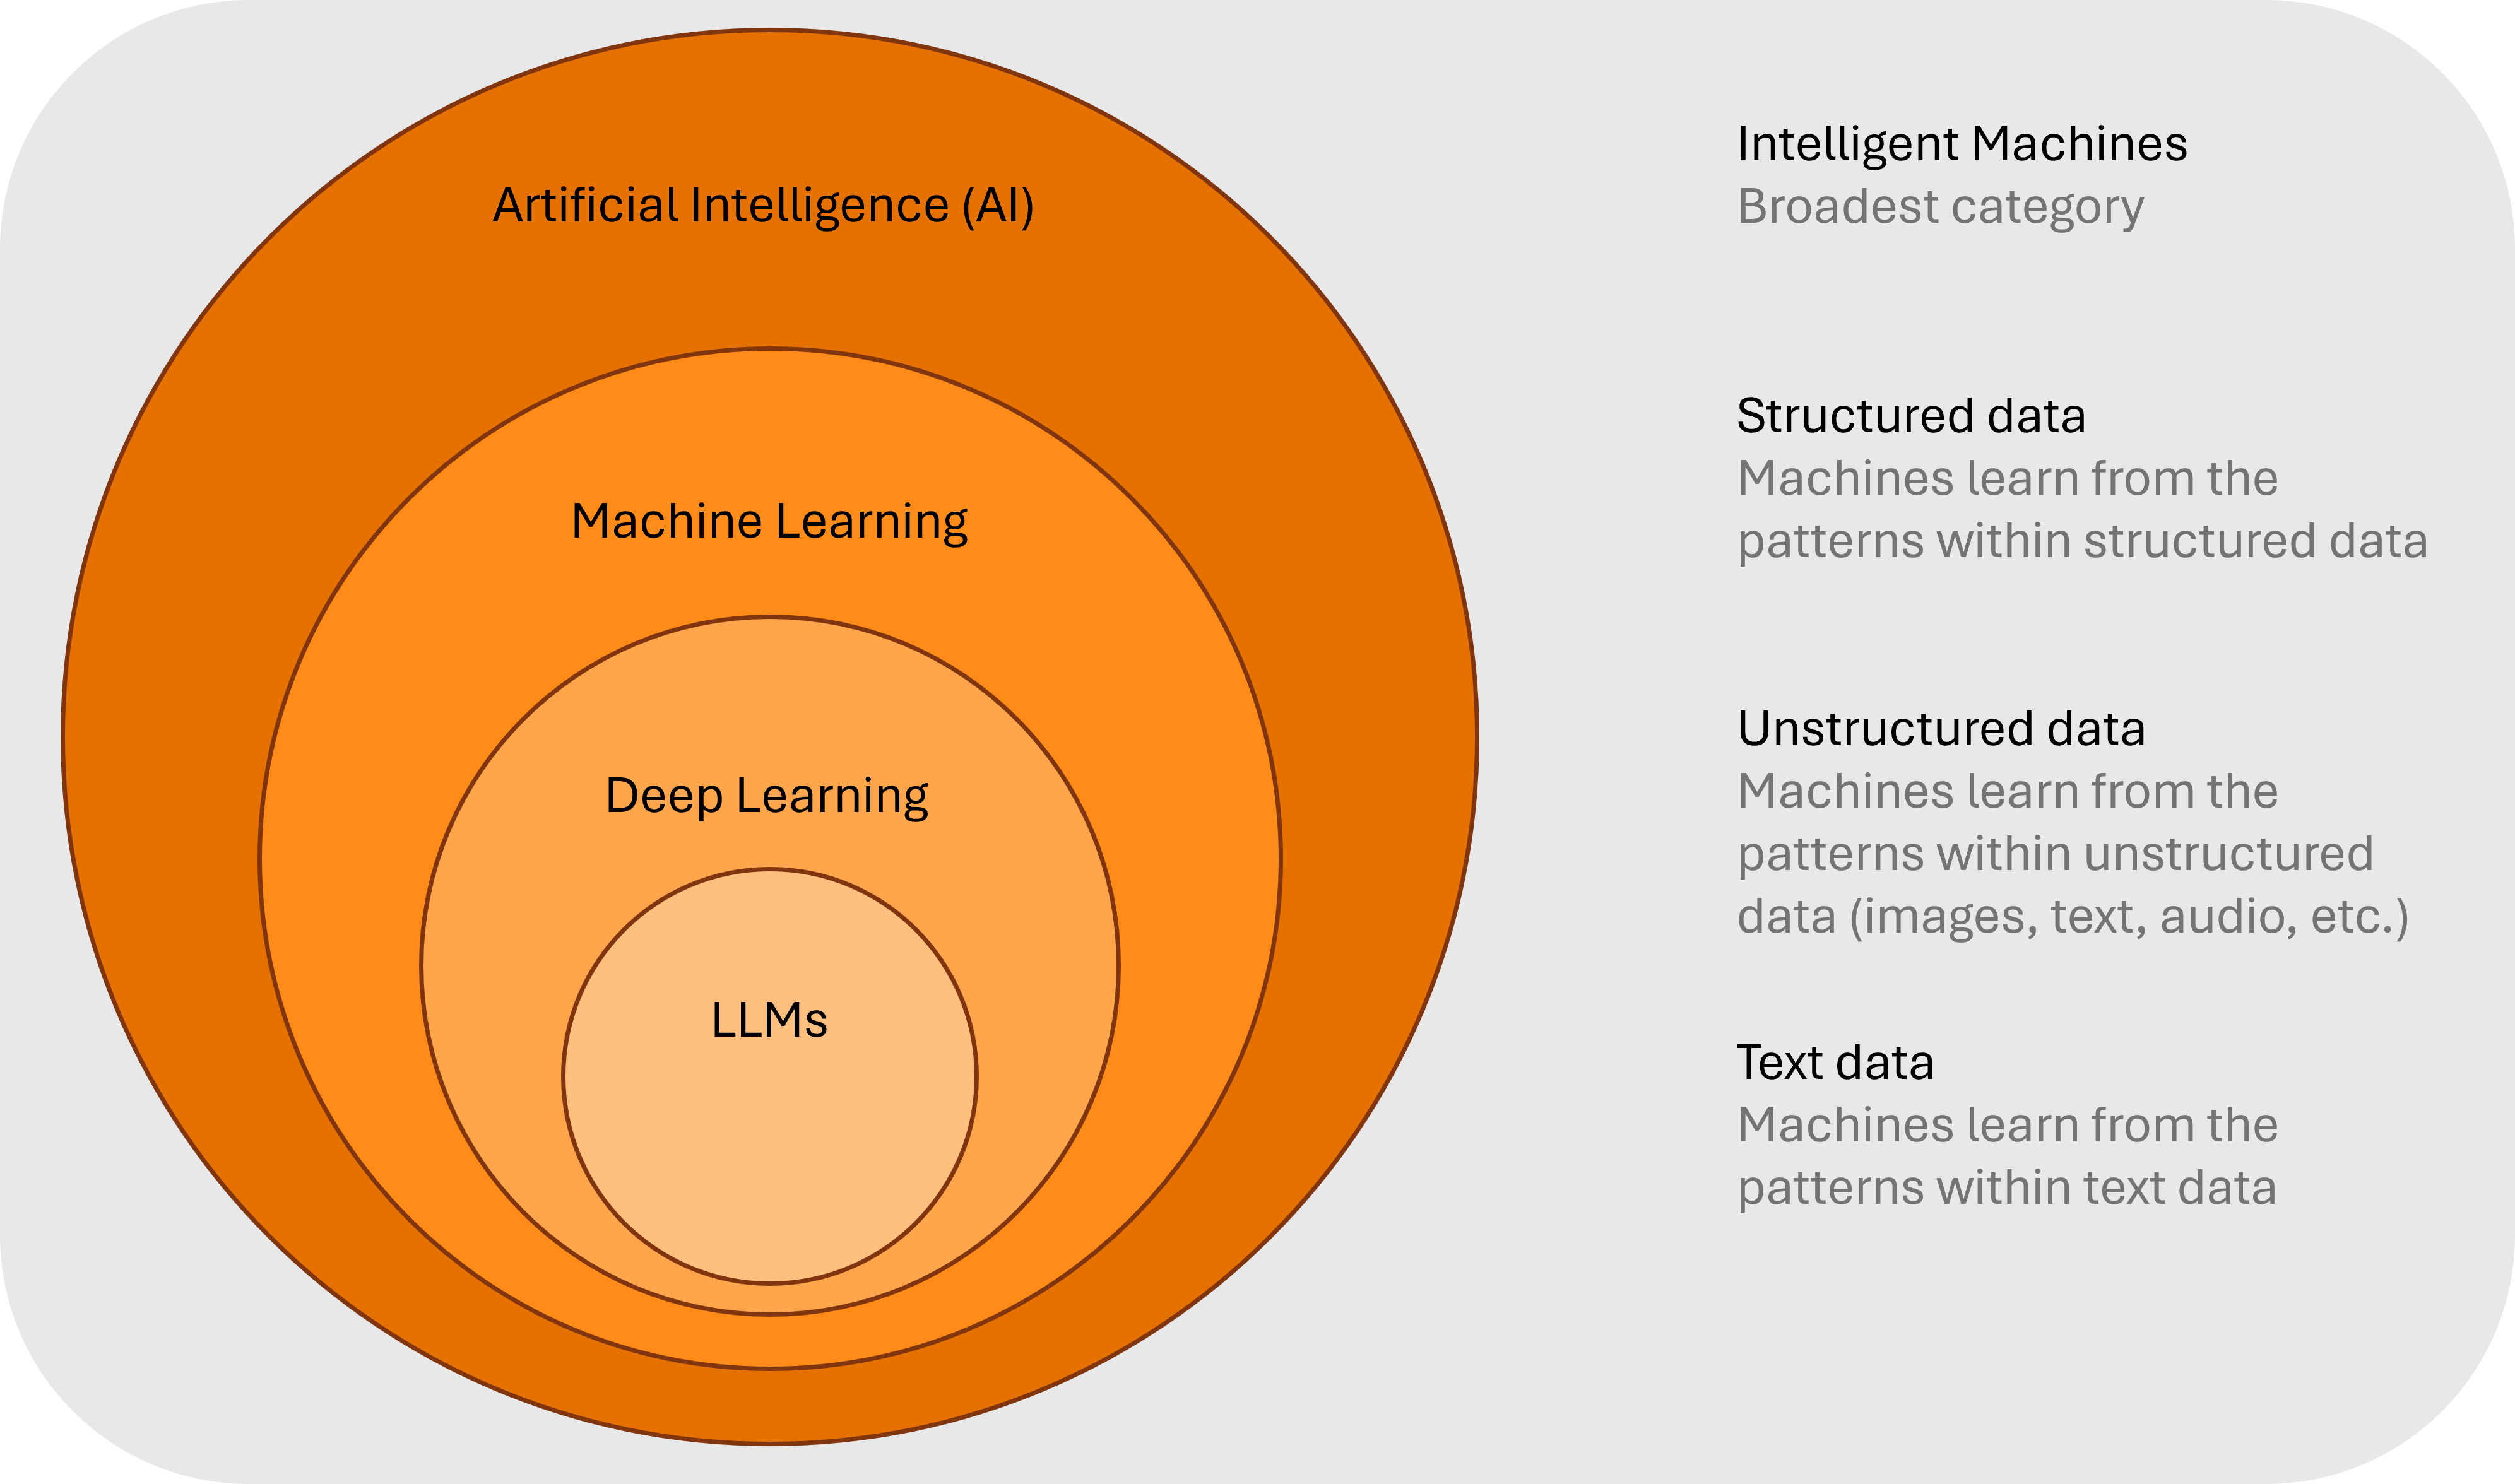 Artificial Intelligence (AI)
Machine Learning
Deep Learning
LLMs
Intelligent Machines
Broadest category
Structured data
Machines learn from the
patterns within structured data
Unstructured data
Machines learn from the
patterns within unstructured
data (images, text, audio, etc.)
Text data
Machines learn from the
patterns within text data